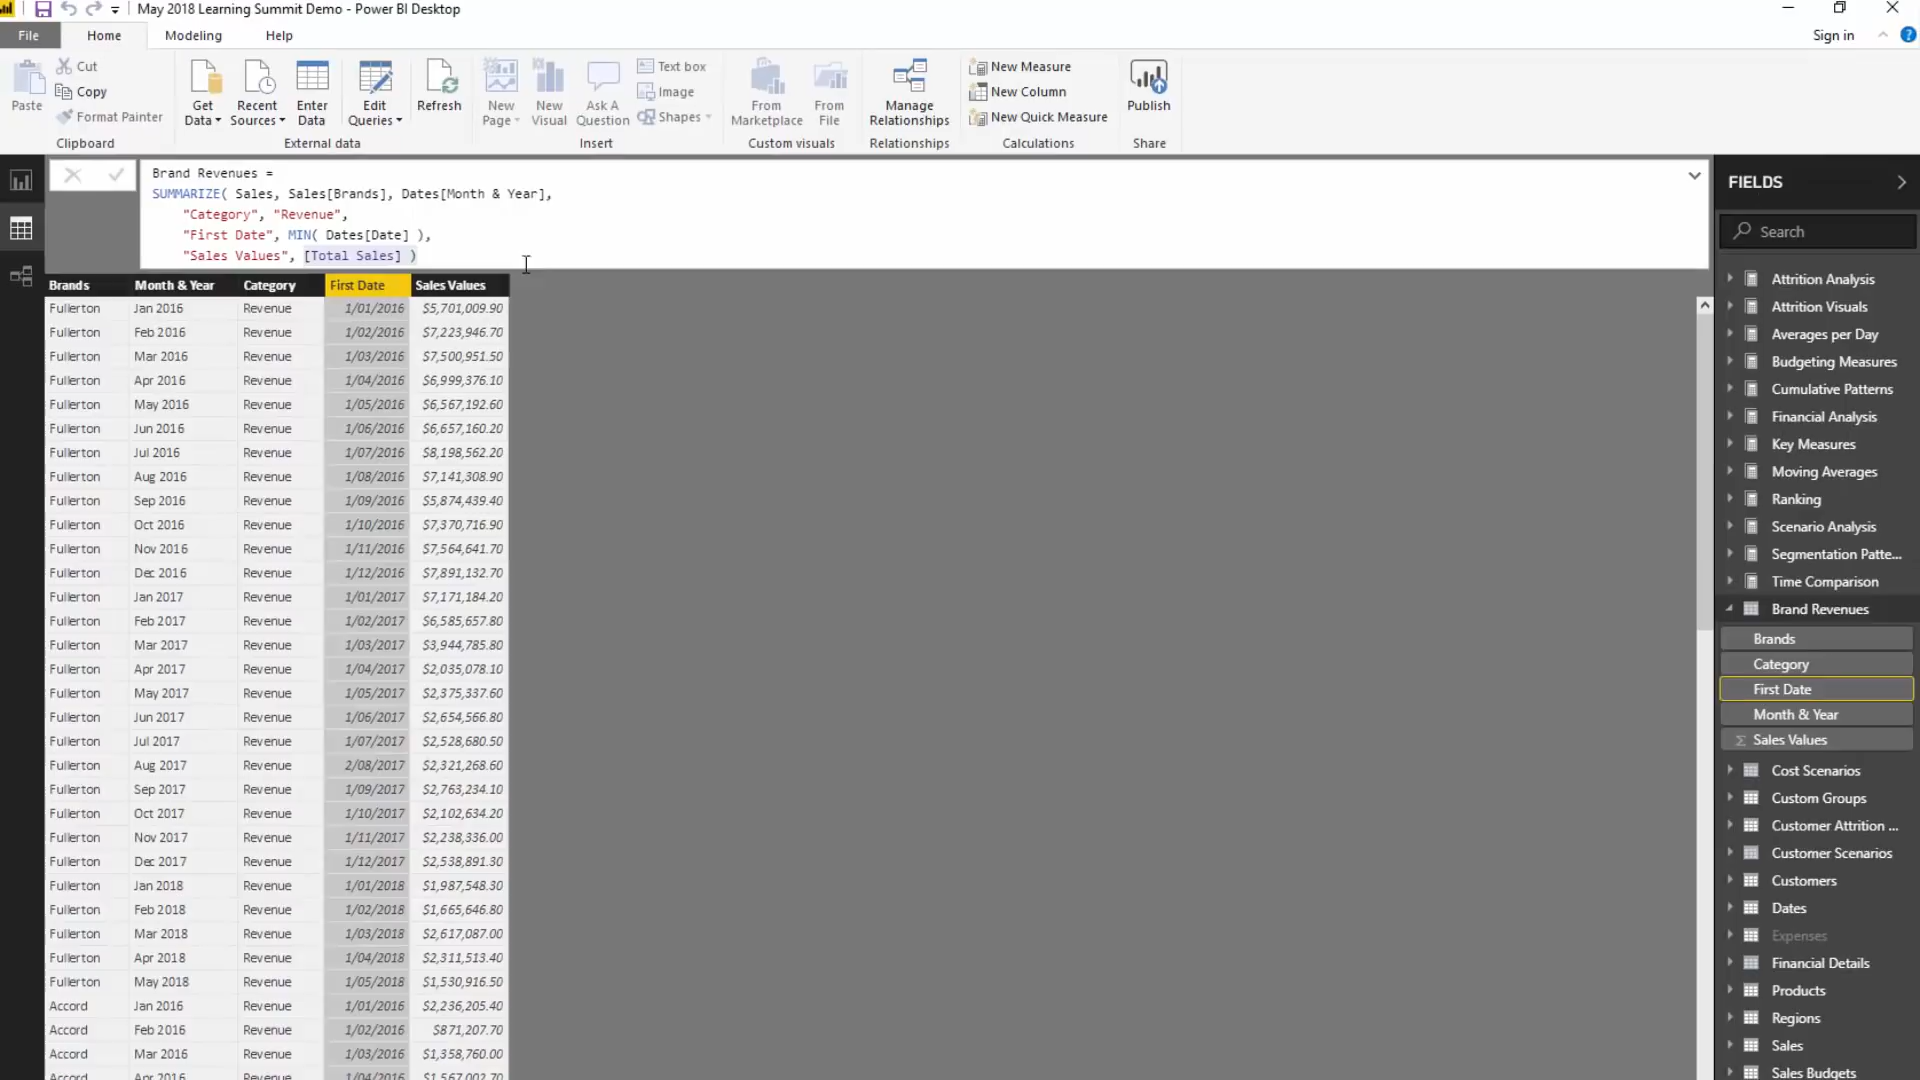 May 2018 Learning Summit Demo - Power BI Desktop
File Home Modeling Help Sign in
Paste Cut Copy Format Painter
Clipboard
Get Data Recent Sources Enter Data Edit Queries Refresh
External data
New Page New Visual Ask A Question Text box Image Shapes
Insert
From Marketplace From File
Custom visuals
Manage Relationships
Relationships
New Measure
New Column
New Quick Measure
Calculations
Publish
Share
Brand Revenues =
SUMMARIZE( Sales, Sales[Brands], Dates[Month & Year],
"Category", "Revenue",
"First Date", MIN( Dates[Date] ),
"Sales Values", [Total Sales] )
Brands Month & Year Category First Date Sales Values
Fullerton Jan 2016 Revenue 1/01/2016 $5,701,009.90
Fullerton Feb 2016 Revenue 1/02/2016 $7,223,946.70
Fullerton Mar 2016 Revenue 1/03/2016 $7,500,951.50
Fullerton Apr 2016 Revenue 1/04/2016 $6,999,376.10
Fullerton May 2016 Revenue 1/05/2016 $6,567,192.60
Fullerton Jun 2016 Revenue 1/06/2016 $6,657,160.20
Fullerton Jul 2016 Revenue 1/07/2016 $8,198,562.20
Fullerton Aug 2016 Revenue 1/08/2016 $7,141,308.90
Fullerton Sep 2016 Revenue 1/09/2016 $5,874,439.40
Fullerton Oct 2016 Revenue 1/10/2016 $7,370,716.90
Fullerton Nov 2016 Revenue 1/11/2016 $7,564,641.70
Fullerton Dec 2016 Revenue 1/12/2016 $7,891,132.70
Fullerton Jan 2017 Revenue 1/01/2017 $7,171,184.20
Fullerton Feb 2017 Revenue 1/02/2017 $6,585,657.80
Fullerton Mar 2017 Revenue 1/03/2017 $3,944,785.80
Fullerton Apr 2017 Revenue 1/04/2017 $2,035,078.10
Fullerton May 2017 Revenue 1/05/2017 $2,375,337.60
Fullerton Jun 2017 Revenue 1/06/2017 $2,654,566.80
Fullerton Jul 2017 Revenue 1/07/2017 $2,528,680.50
Fullerton Aug 2017 Revenue 2/08/2017 $2,321,268.60
Fullerton Sep 2017 Revenue 1/09/2017 $2,763,234.10
Fullerton Oct 2017 Revenue 1/10/2017 $2,102,634.20
Fullerton Nov 2017 Revenue 1/11/2017 $2,238,336.00
Fullerton Dec 2017 Revenue 1/12/2017 $2,538,891.30
Fullerton Jan 2018 Revenue 1/01/2018 $1,987,548.30
Fullerton Feb 2018 Revenue 1/02/2018 $1,665,646.80
Fullerton Mar 2018 Revenue 1/03/2018 $2,617,087.00
Fullerton Apr 2018 Revenue 1/04/2018 $2,311,513.40
Fullerton May 2018 Revenue 1/05/2018 $1,530,916.50
Accord Jan 2016 Revenue 1/01/2016 $2,236,205.40
Accord Feb 2016 Revenue 1/02/2016 $871,207.70
Accord Mar 2016 Revenue 1/03/2016 $1,358,760.00
Accord Apr 2016 Revenue 1/04/2016 $1,567,002.70
FIELDS
Search
Attrition Analysis
Attrition Visuals
Averages per Day
Budgeting Measures
Cumulative Patterns
Financial Analysis
Key Measures
Moving Averages
Ranking
Scenario Analysis
Segmentation Patte...
Time Comparison
Brand Revenues
Brands
Category
First Date
Month & Year
Σ Sales Values
Cost Scenarios
Custom Groups
Customer Attrition ...
Customer Scenarios
Customers
Dates
Expenses
Financial Details
Products
Regions
Sales
Sales Budgets